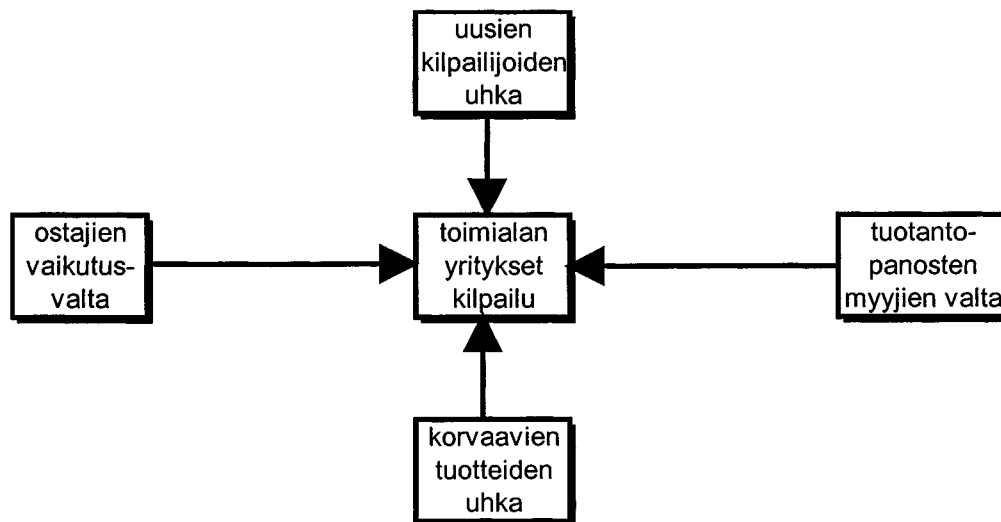 uusien
kilpailijoiden
uhka
ostajien
vaikutus-
valta
toimialan
yritykset
kilpailu
tuotanto-
panosten
myyjien valta
korvaavien
tuotteiden
uhka